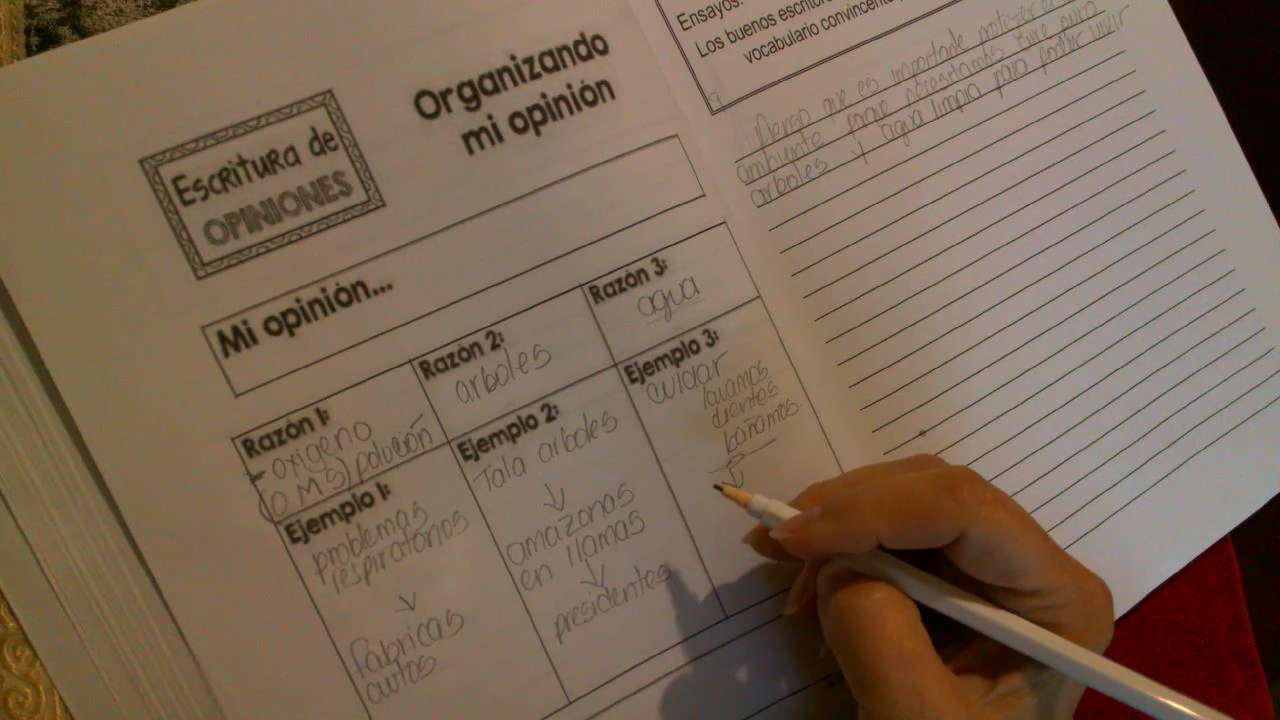 Escritura de
OPINIONES
Organizando
mi opinión
Mi opinión...
Razón 1:
- oxigeno
(OMS) polución
Razón 2:
arboles
Razón 3:
agua
Ejemplo 1:
problemas
respiratorios
fabricas
autos
Ejemplo 2:
Tala arboles
amazonas
en llamas
presidentes
Ejemplo 3:
cuidar
lavamos
dientes
bañamos
Ensayos:
Los buenos
vocabulario
Pienso que es importante proteger el
ambiente porque necesitamos aire puro
arboles y agua limpia para poder vivir